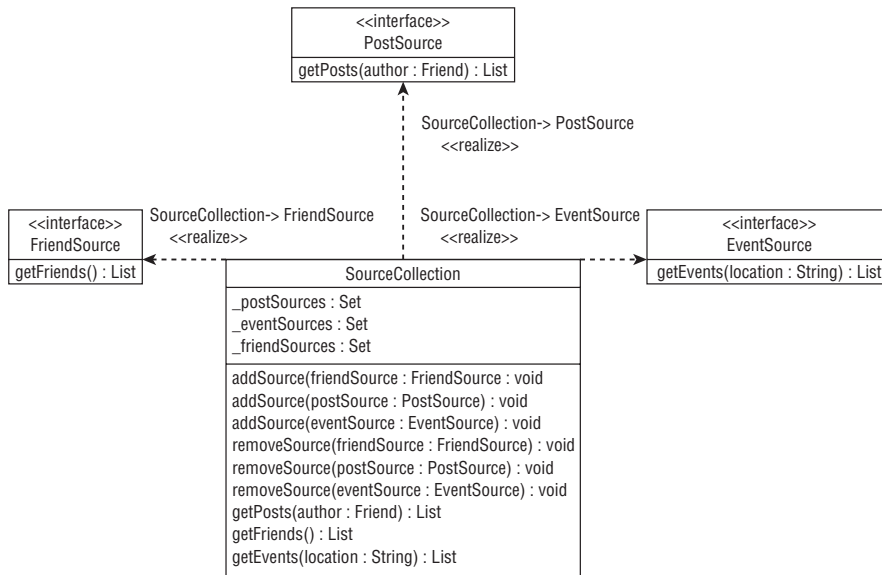 <<interface>>
PostSource
getPosts(author : Friend) : List
SourceCollection-> PostSource
<<realize>>
<<interface>>
FriendSource
getFriends() : List
SourceCollection-> FriendSource
<<realize>>
SourceCollection-> EventSource
<<realize>>
<<interface>>
EventSource
getEvents(location : String) : List
SourceCollection
_postSources : Set
_eventSources : Set
_friendSources : Set
addSource(friendSource : FriendSource : void
addSource(postSource : PostSource) : void
addSource(eventSource : EventSource) : void
removeSource(friendSource : FriendSource) : void
removeSource(postSource : PostSource) : void
removeSource(eventSource : EventSource) : void
getPosts(author : Friend) : List
getFriends() : List
getEvents(location : String) : List